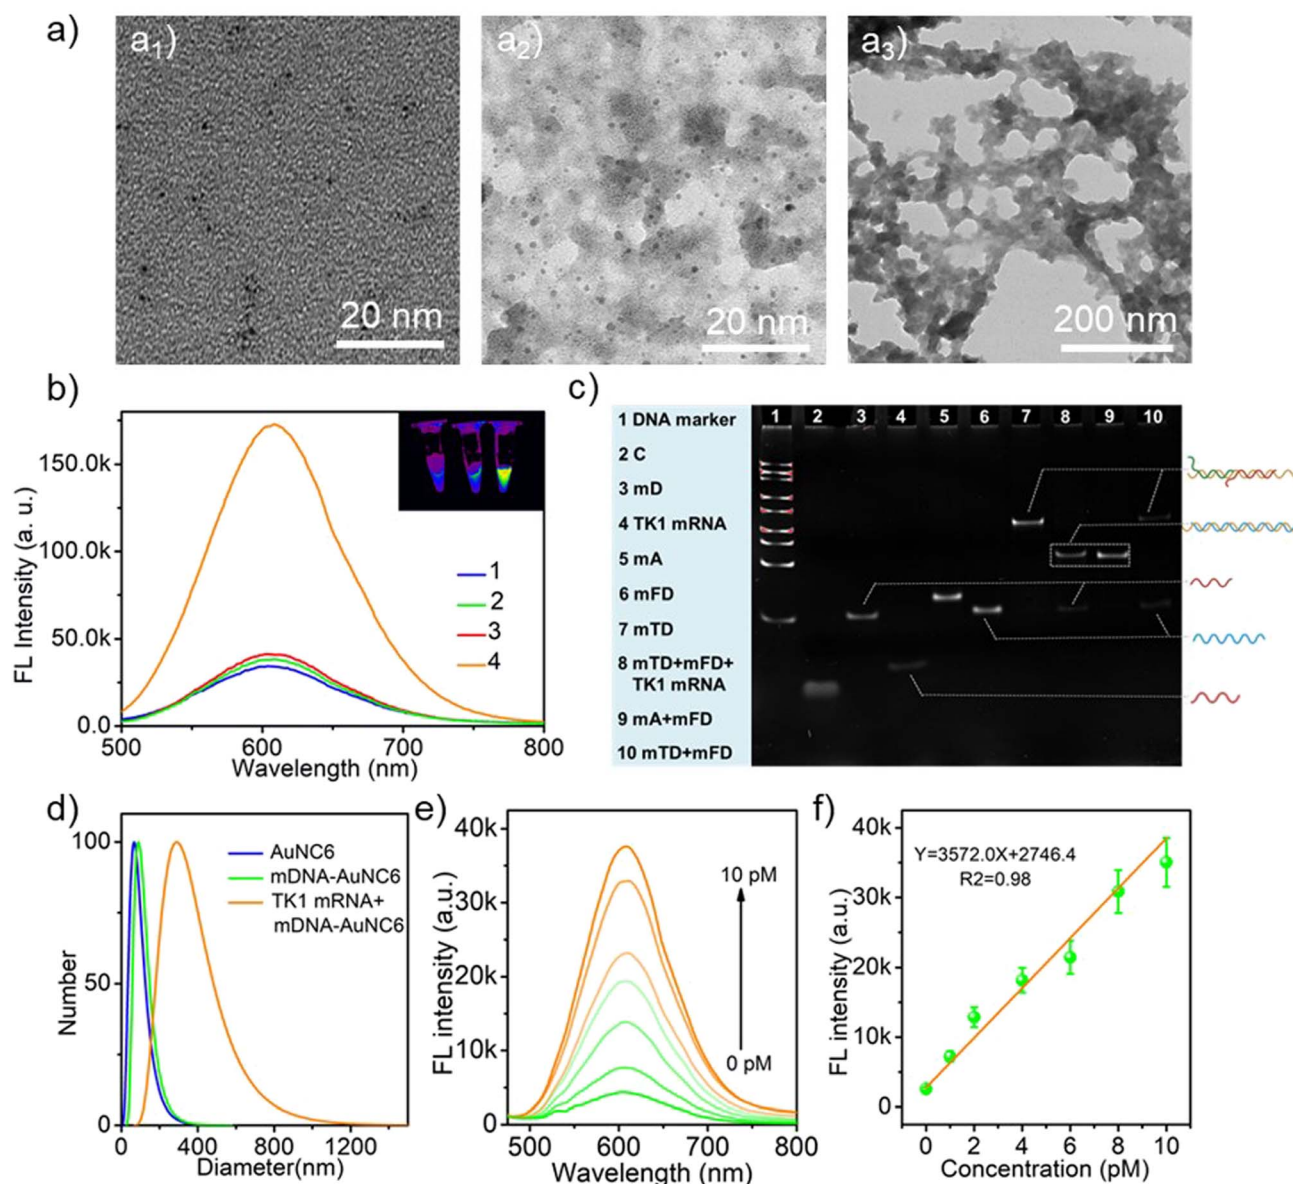 a)
a₁)
20 nm
a₂)
20 nm
a₃)
200 nm
b)
FL Intensity (a. u.)
150.0k
100.0k
50.0k
0.0
500
600
700
800
Wavelength (nm)
1
2
3
4
c)
1 DNA marker
2 C
3 mD
4 TK1 mRNA
5 mA
6 mFD
7 mTD
8 mTD+mFD+
TK1 mRNA
9 mA+mFD
10 mTD+mFD
1 2 3 4 5 6 7 8 9 10
d)
Number
100
50
0
0
400
800
1200
Diameter(nm)
AuNC6
mDNA-AuNC6
TK1 mRNA+
mDNA-AuNC6
e)
FL intensity (a.u.)
40k
30k
20k
10k
0
500
600
700
800
Wavelength (nm)
10 pM
0 pM
f)
FL intensity (a.u.)
40k
30k
20k
10k
0
0
2
4
6
8
10
Concentration (pM)
Y=3572.0X+2746.4
R2=0.98